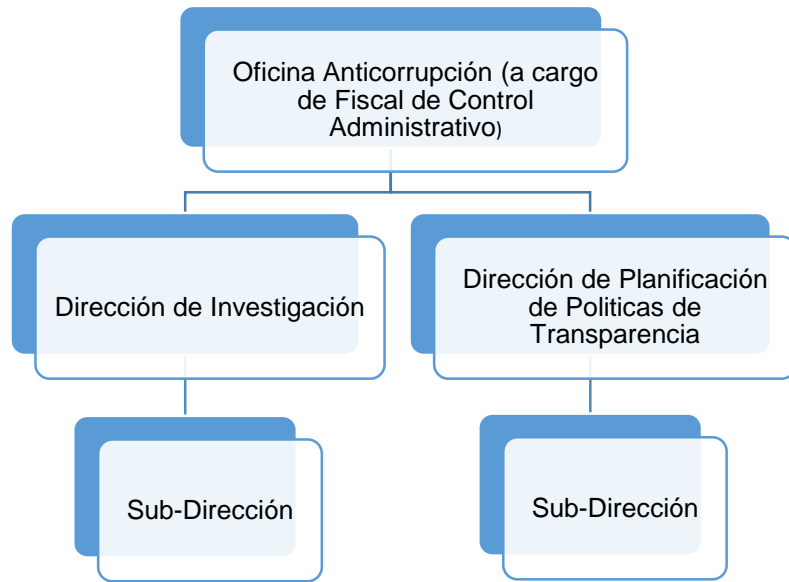 Oficina Anticorrupción (a cargo
de Fiscal de Control
Administrativo)
Dirección de Investigación
Dirección de Planificación
de Politicas de
Transparencia
Sub-Dirección
Sub-Dirección